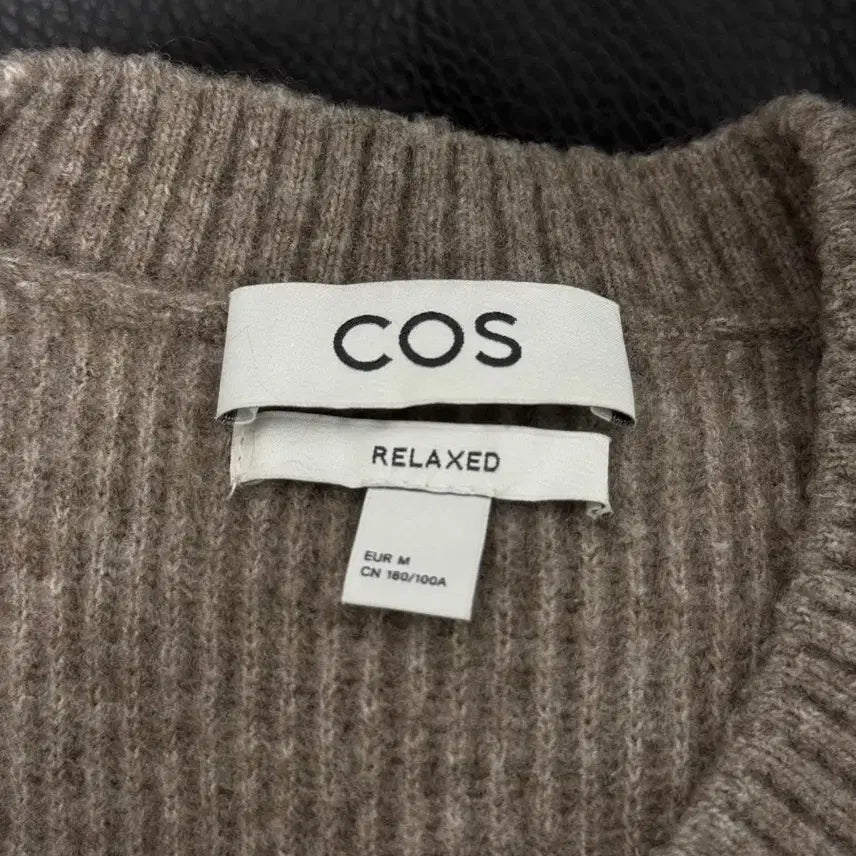 COS
RELAXED
EUR M
CN 180/100A